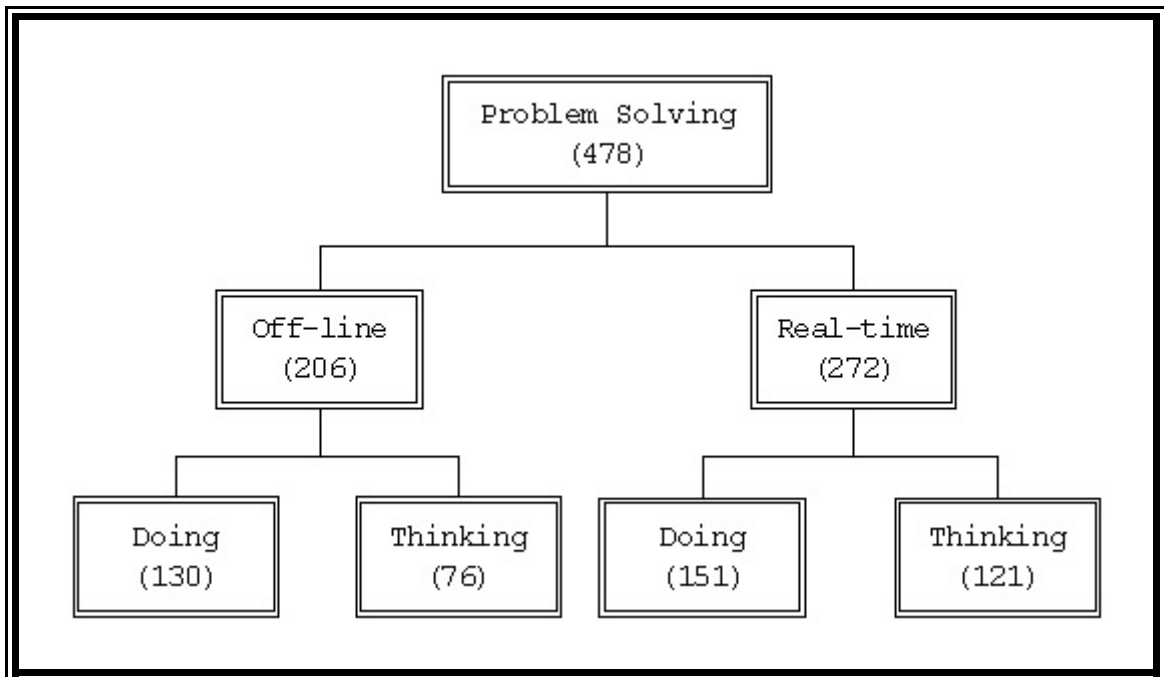 Problem Solving
(478)
Off-line
(206)
Real-time
(272)
Doing
(130)
Thinking
(76)
Doing
(151)
Thinking
(121)